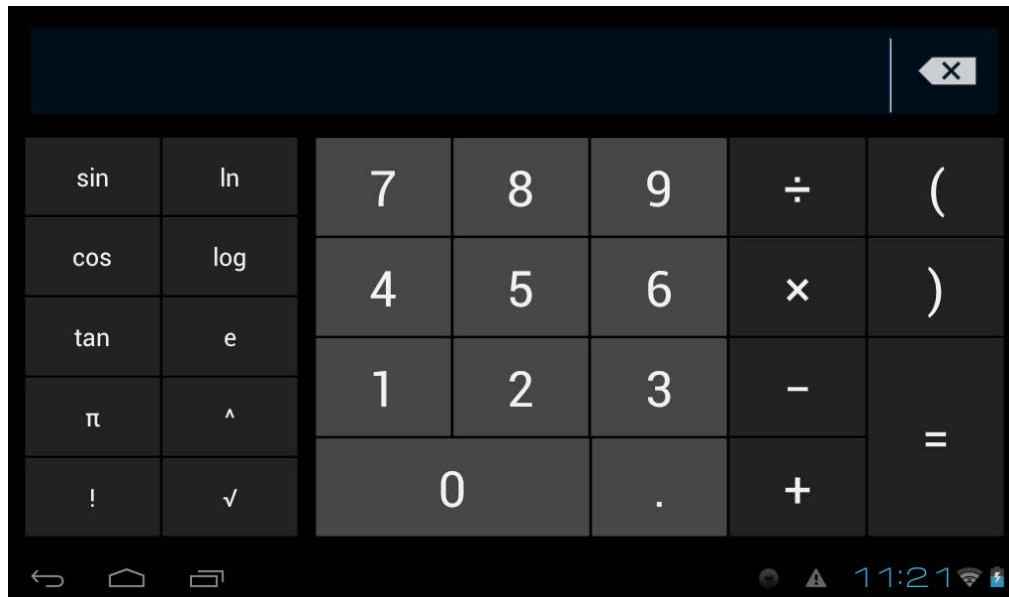 sin ln 7 8 9 ÷ (
cos log 4 5 6 × )
tan e 1 2 3 −
π ^ =
! √ 0 . +
11:21